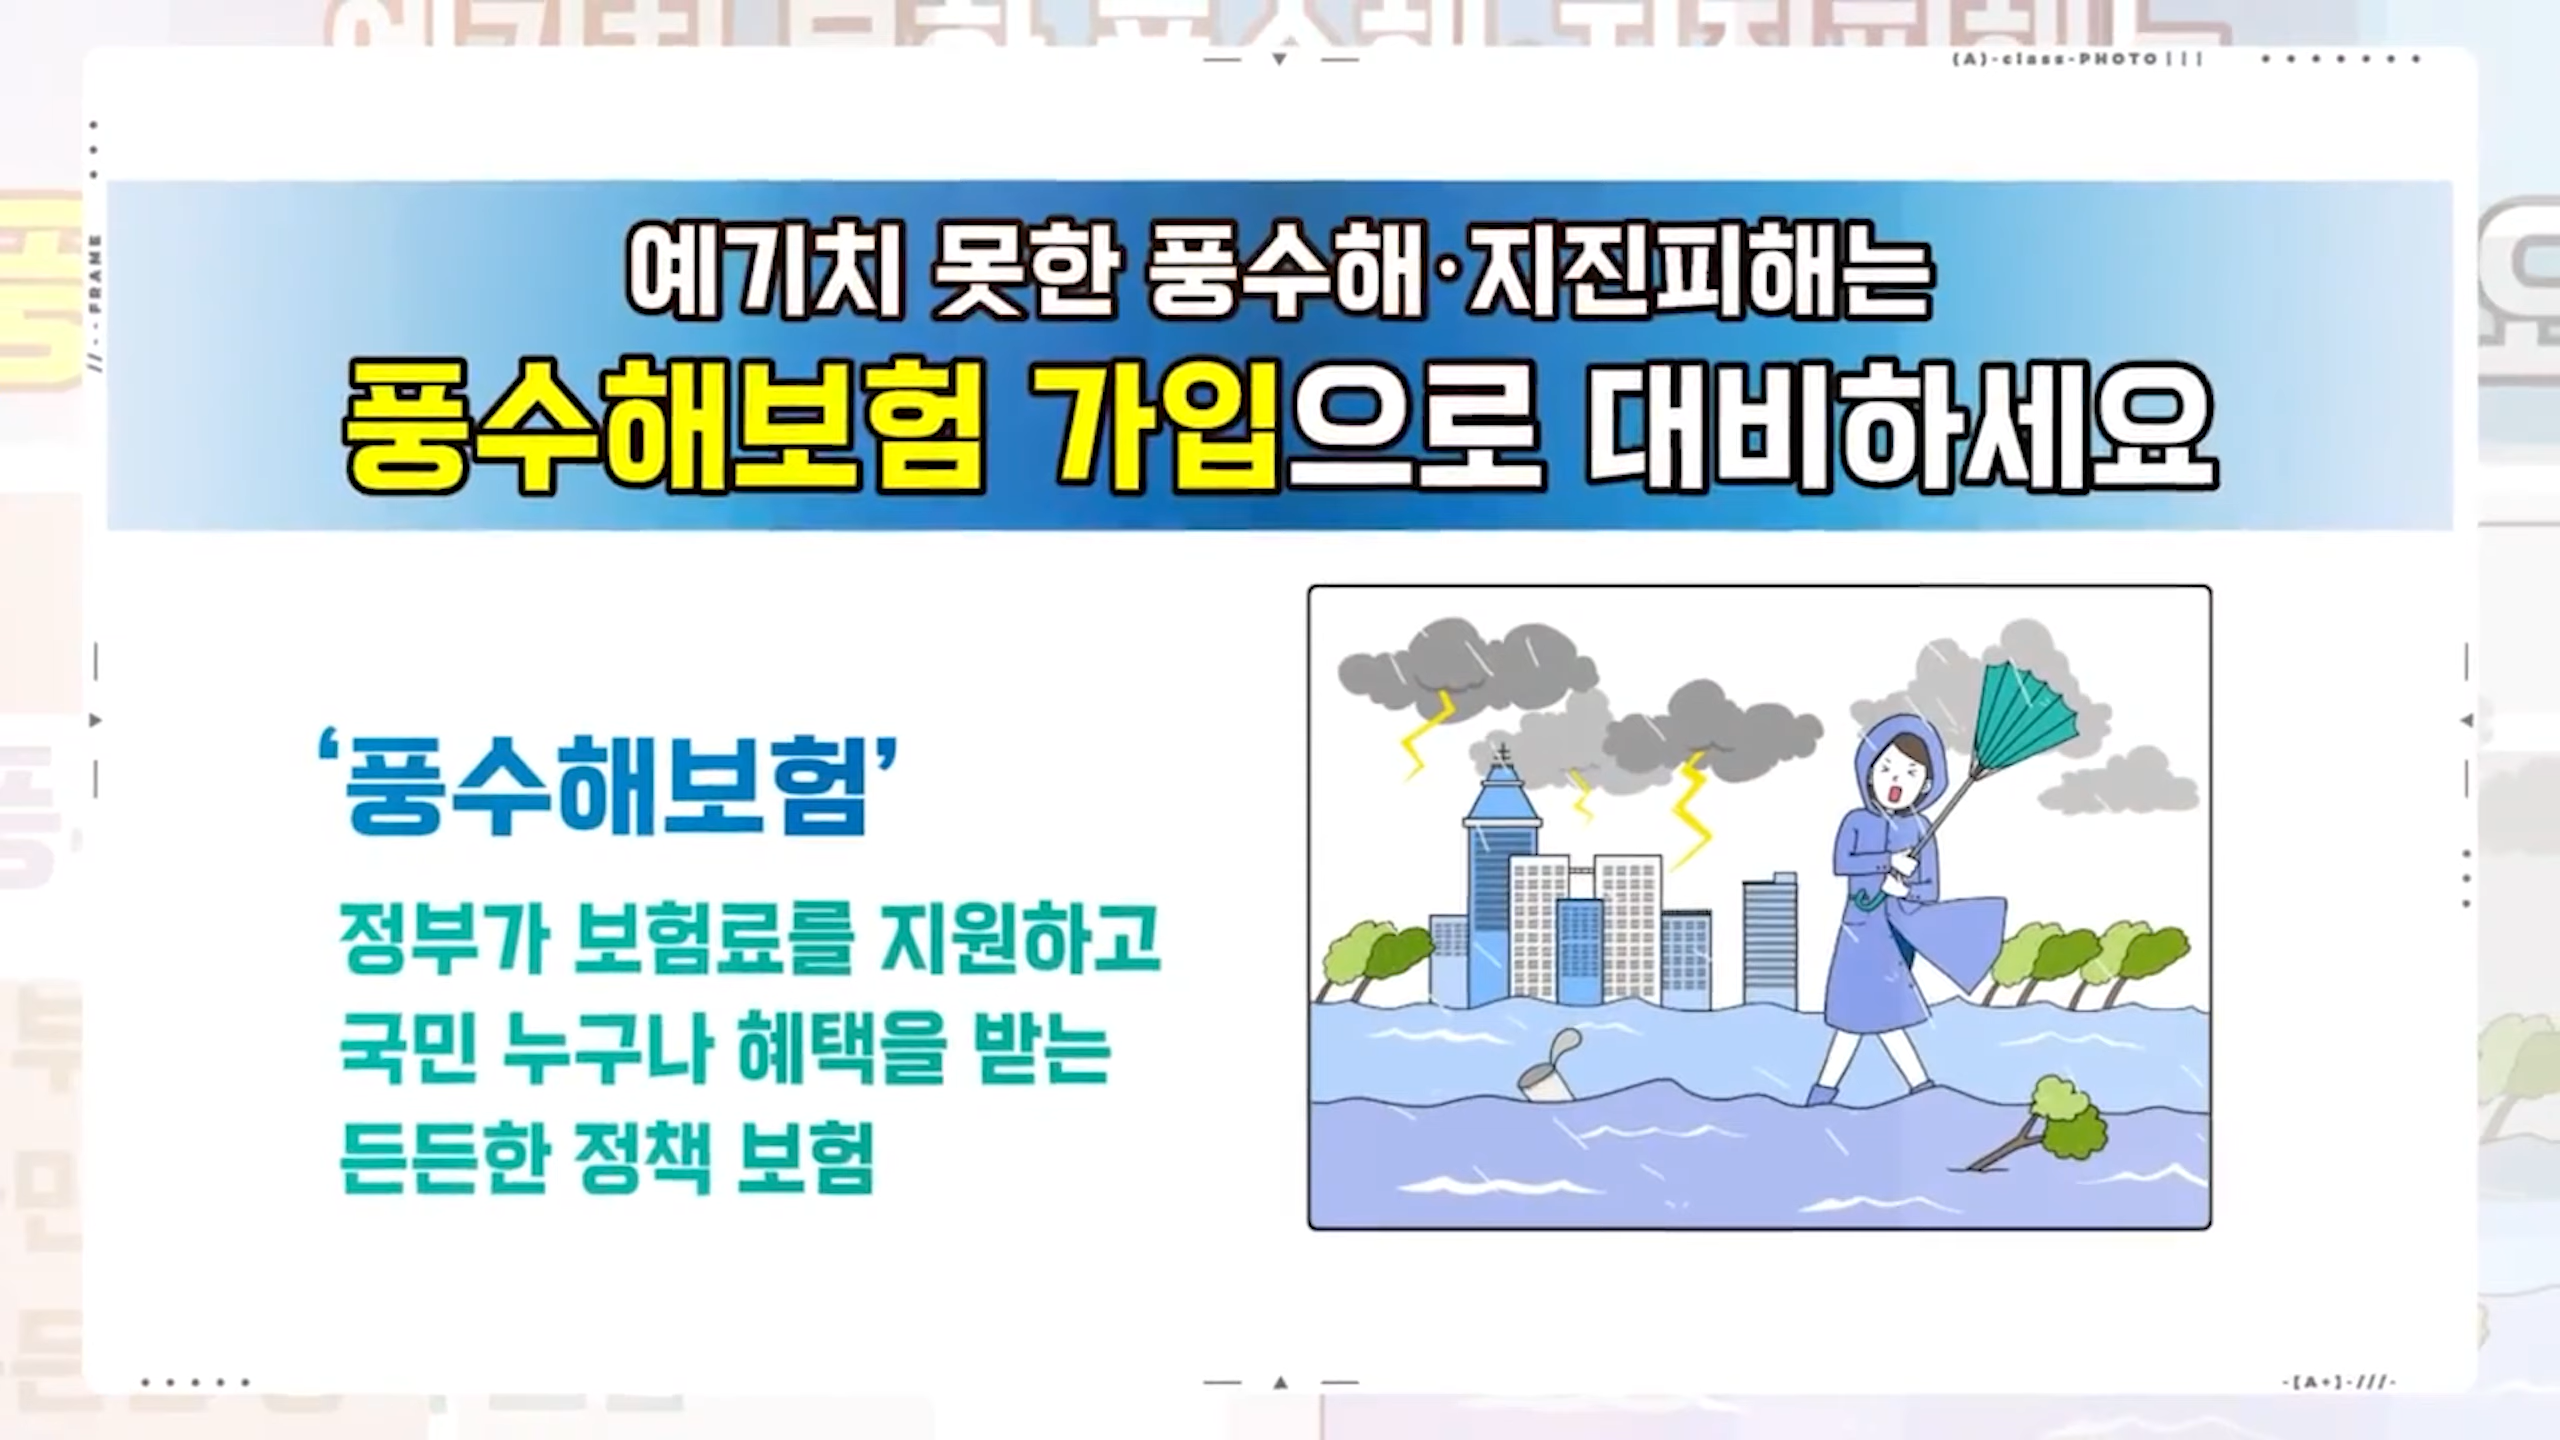 (A)-class-PHOTO|||
//--FRAME
예기치 못한 풍수해·지진피해는
풍수해보험 가입으로 대비하세요
‘풍수해보험’
정부가 보험료를 지원하고
국민 누구나 혜택을 받는
든든한 정책 보험
-[A+]-///-